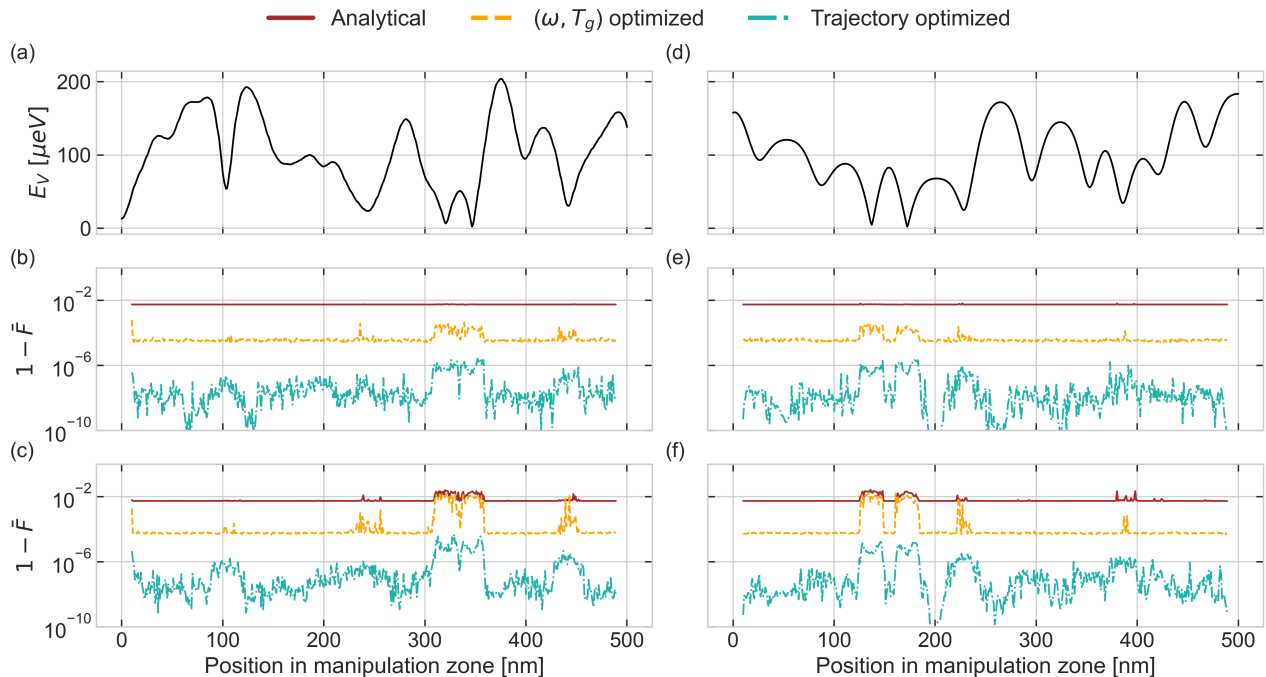 Analytical (ω, T_g) optimized Trajectory optimized
(a) (d)
200
100
0
E_V [μeV]
(b) (e)
10⁻²
10⁻⁶
10⁻¹⁰
1 − F̄
(c) (f)
10⁻²
10⁻⁶
10⁻¹⁰
1 − F̄
0 100 200 300 400 500 0 100 200 300 400 500
Position in manipulation zone [nm] Position in manipulation zone [nm]